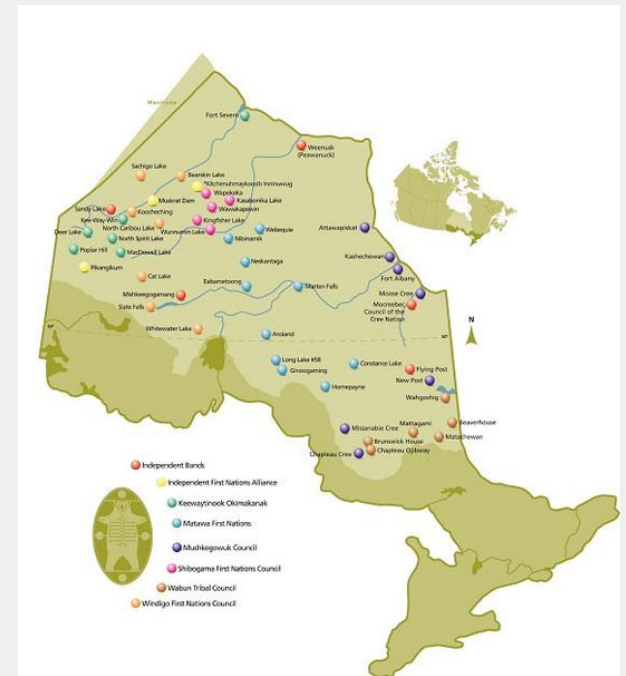 Manitoba
Fort Severn
Weenusk
(Peawanuck)
Sachigo Lake
Bearskin Lake
*Kitchenuhmaykoosib Inninuwug
Wapekeka
Muskrat Dam
Kasabonika Lake
Sandy Lake
Koocheching
Wawakapewin
Kee-Way-Win
Kingfisher Lake
North Caribou Lake
Wunnumin Lake
Webequie
Attawapiskat
Deer Lake
North Spirit Lake
Nibinamik
Poplar Hill
MacDowell Lake
Kashechewan
Neskantaga
Pikangikum
Fort Albany
Cat Lake
Eabametoong
Marten Falls
Moose Cree
Mishkeegogamang
Mocreebec
Council of the
Cree Nation
Slate Falls
N
Whitewater Lake
50°
50°
Aroland
Long Lake #58
Constance Lake
Ginoogaming
Flying Post
New Post
Hornepayne
Wahgoshig
Missanabie Cree
Mattagami
Beaverhouse
Brunswick House
Matachewan
Chapleau Cree
Chapleau Ojibway
Independent Bands
Independent First Nations Alliance
Keewaytinook Okimakanak
Matawa First Nations
Mushkegowuk Council
Shibogama First Nations Council
Wabun Tribal Council
Windigo First Nations Council